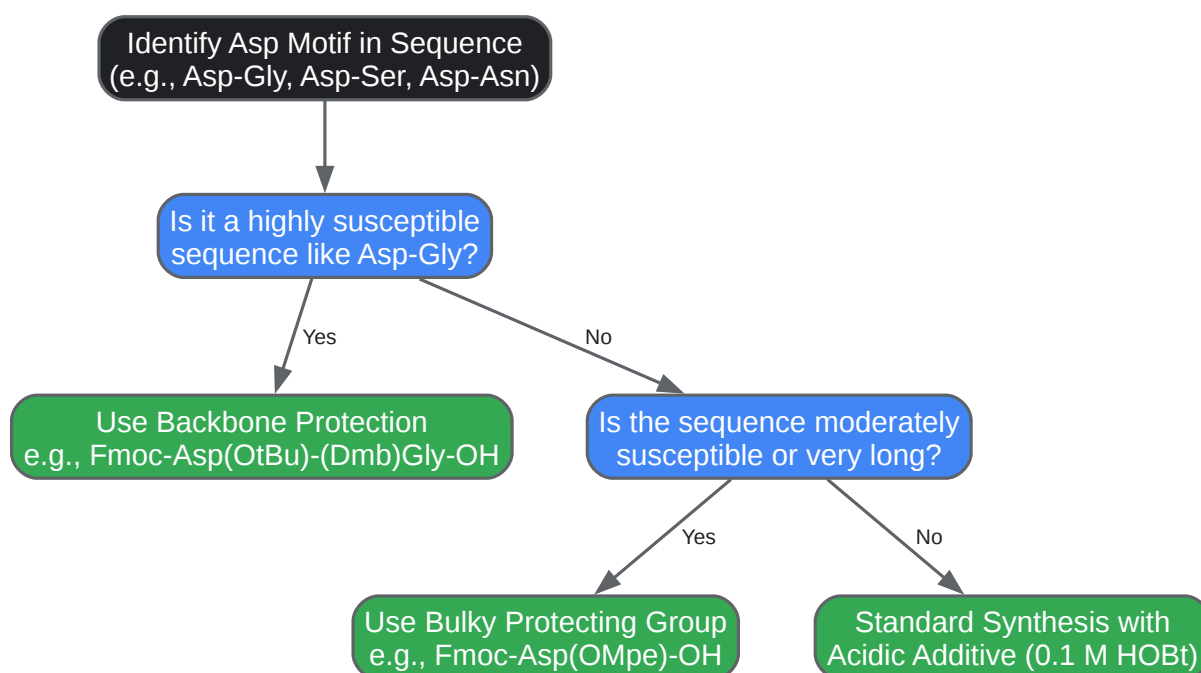 Identify Asp Motif in Sequence
(e.g., Asp-Gly, Asp-Ser, Asp-Asn)
Is it a highly susceptible
sequence like Asp-Gly?
Yes
No
Use Backbone Protection
e.g., Fmoc-Asp(OtBu)-(Dmb)Gly-OH
Is the sequence moderately
susceptible or very long?
Yes
No
Use Bulky Protecting Group
e.g., Fmoc-Asp(OMpe)-OH
Standard Synthesis with
Acidic Additive (0.1 M HOBt)